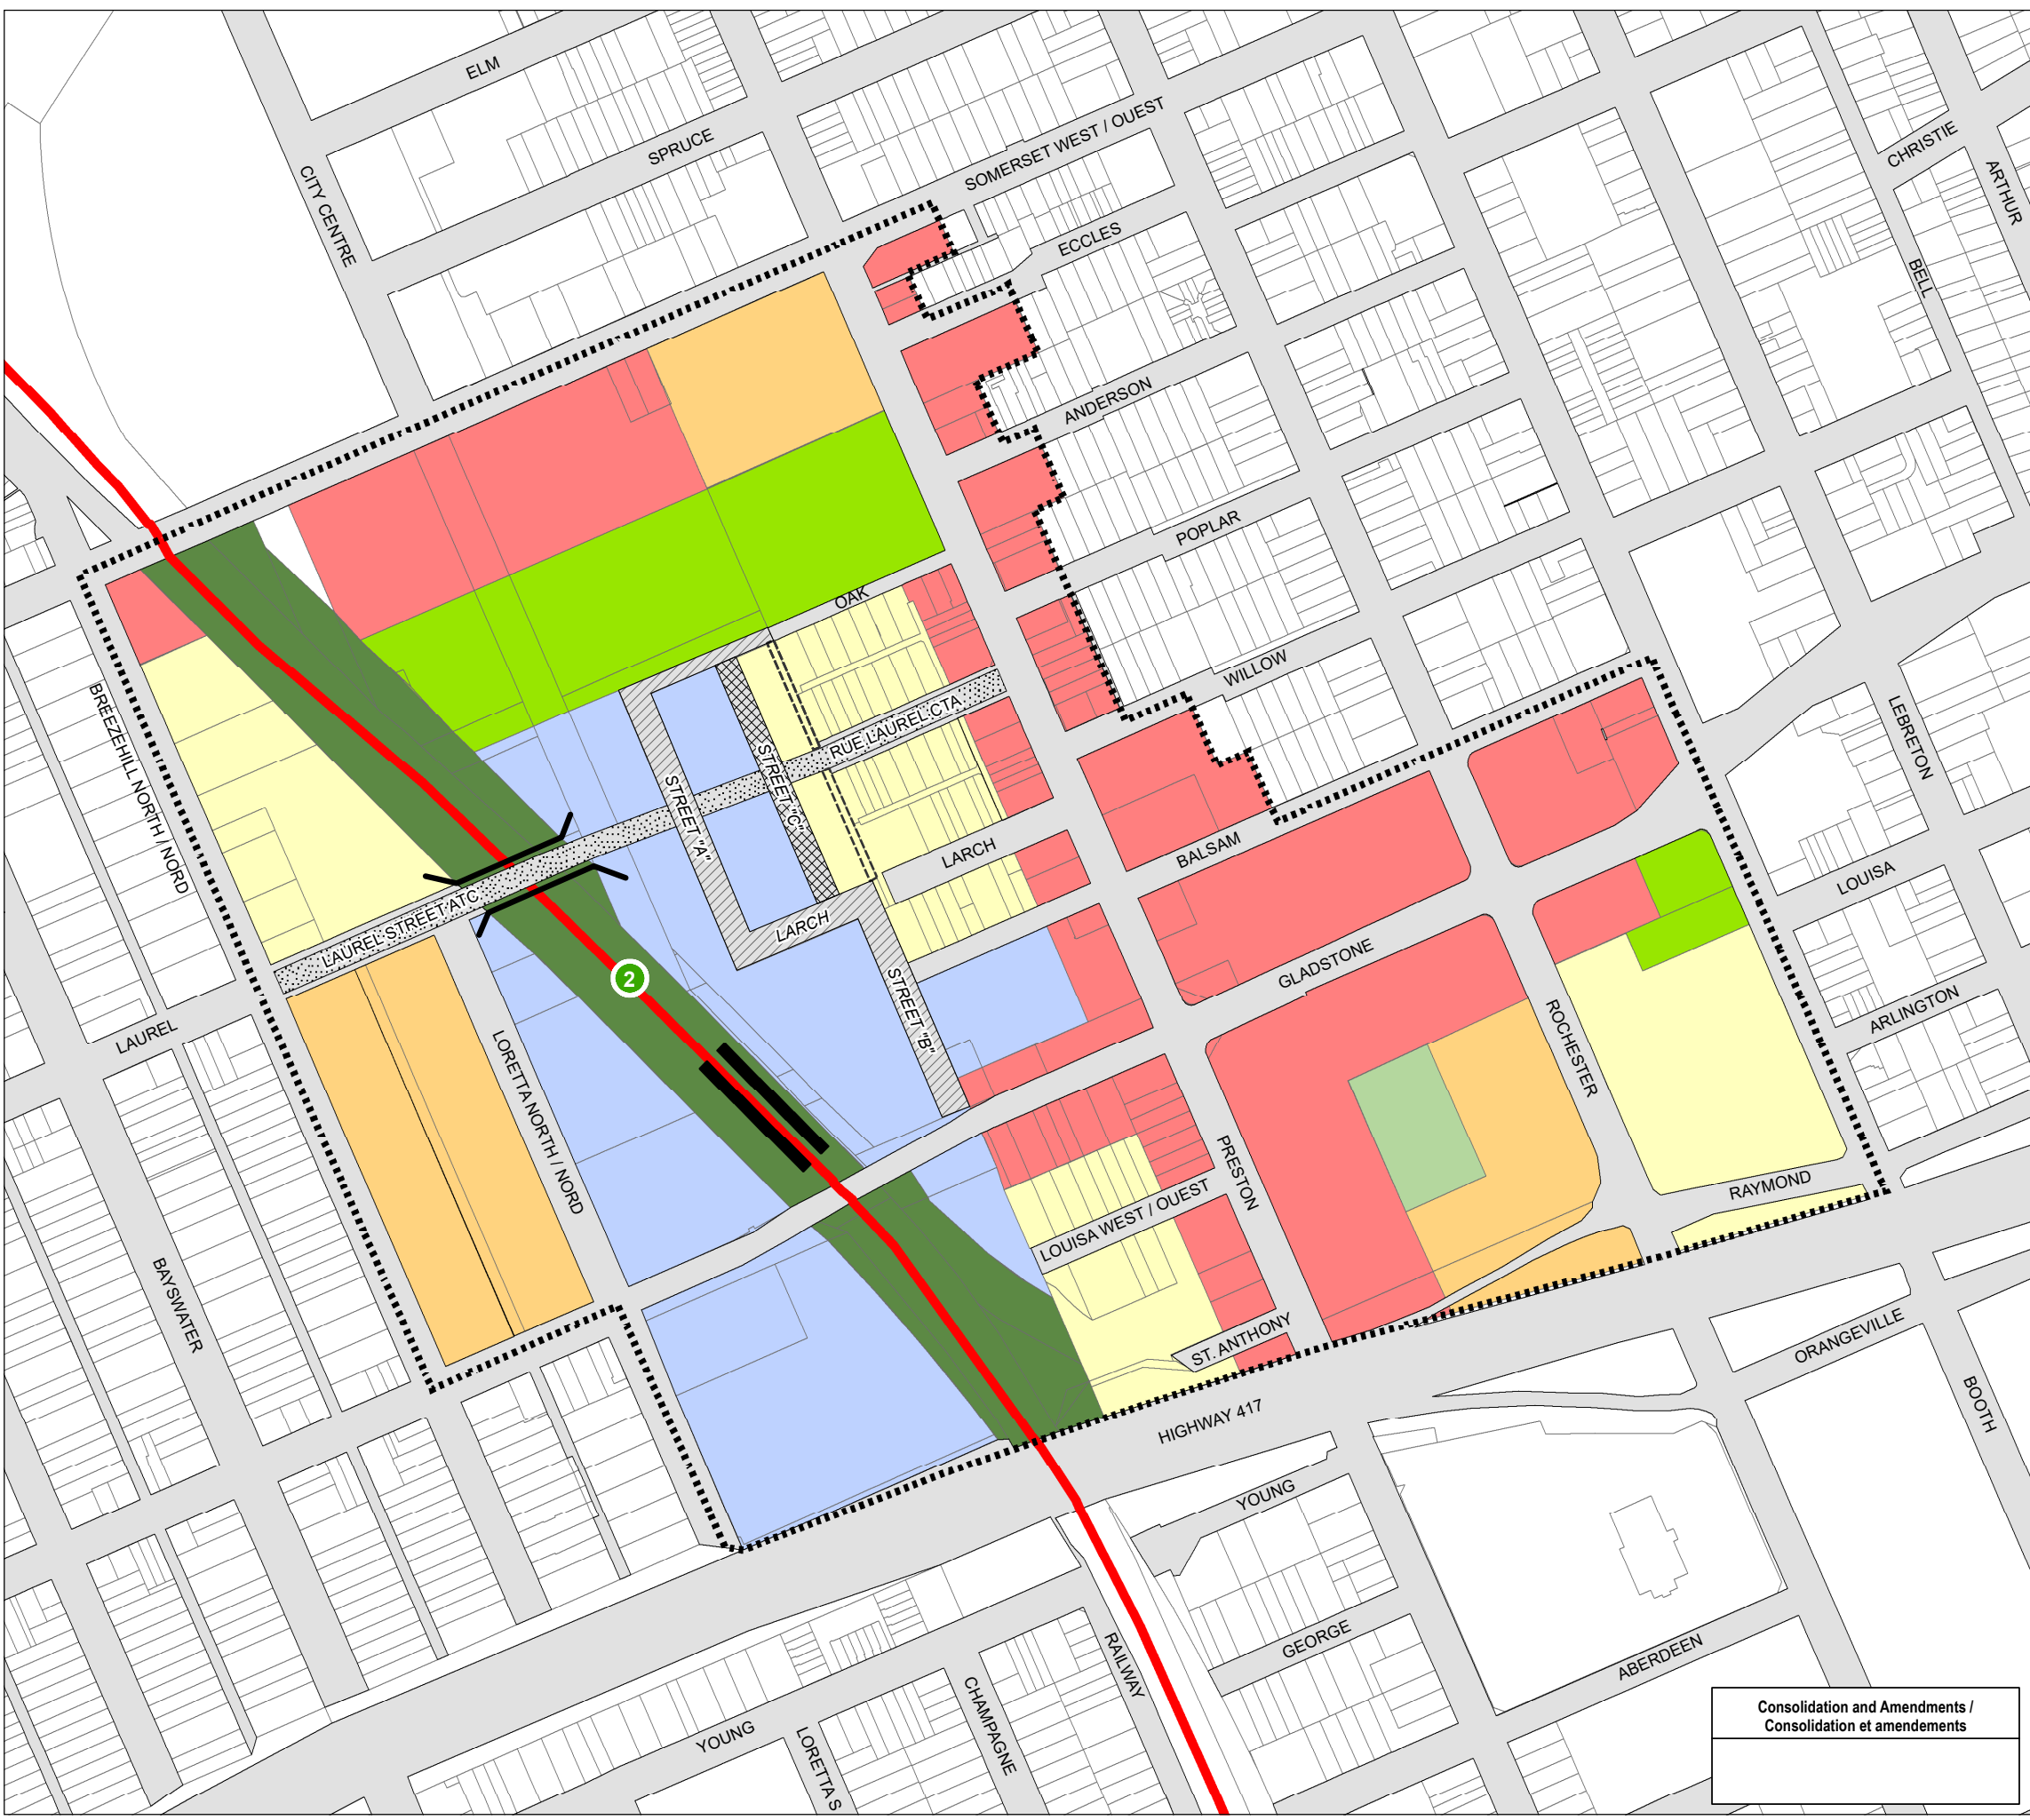 ELM
SPRUCE
SOMERSET WEST / OUEST
CHRISTIE
ARTHUR
CITY CENTRE
ECCLES
BELL
ANDERSON
POPLAR
OAK
WILLOW
BREEZEHILL NORTH / NORD
RUE LAUREL CTA
STREET "C"
STREET "A"
LEBRETON
LARCH
BALSAM
LOUISA
LAUREL STREET ATC
LARCH
GLADSTONE
2
STREET "B"
ARLINGTON
LAUREL
LORETTA NORTH / NORD
ROCHESTER
PRESTON
RAYMOND
LOUISA WEST / OUEST
BAYSWATER
ST. ANTHONY
ORANGEVILLE
HIGHWAY 417
BOOTH
YOUNG
GEORGE
RAILWAY
ABERDEEN
CHAMPAGNE
YOUNG
LORETTA S
Consolidation and Amendments /
Consolidation et amendements